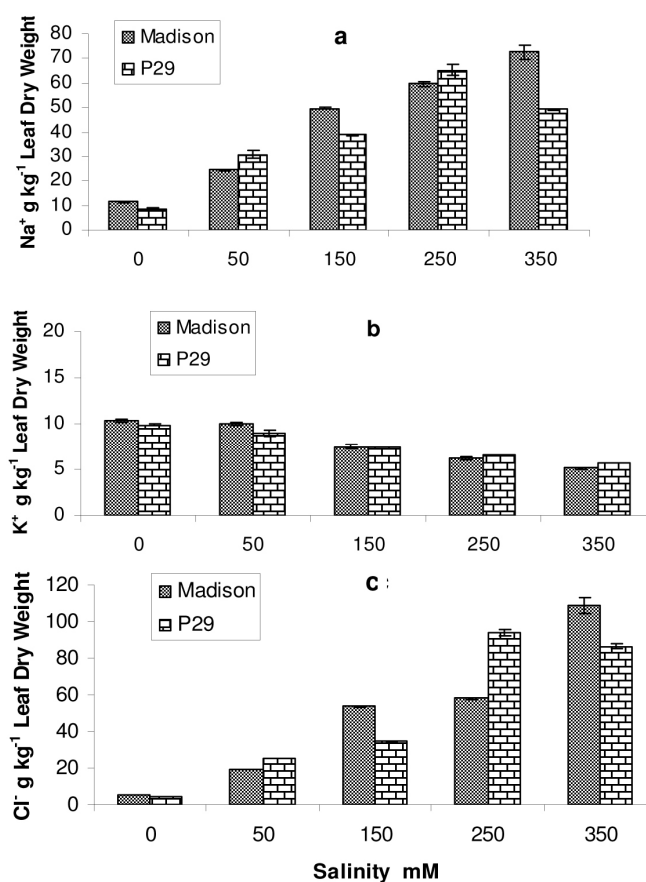 a
Madison
P29
Na⁺ g kg⁻¹ Leaf Dry Weight
80
70
60
50
40
30
20
10
0
0 50 150 250 350
b
Madison
P29
K⁺ g kg⁻¹ Leaf Dry Weight
20
15
10
5
0
0 50 150 250 350
c :
Madison
P29
Cl⁻ g kg⁻¹ Leaf Dry Weight
120
100
80
60
40
20
0
0 50 150 250 350
Salinity mM